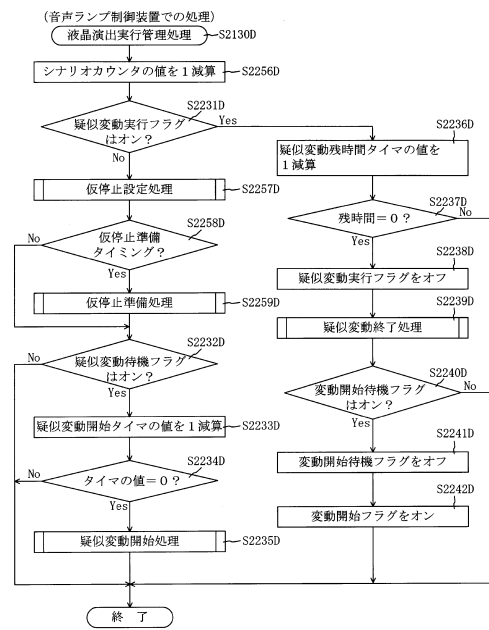 (音声ランプ制御装置での処理)
液晶演出実行管理処理
S2130D
シナリオカウンタの値を1減算
S2256D
S2231D
疑似変動実行フラグ
はオン?
Yes
No
仮停止設定処理
S2257D
S2258D
仮停止準備
タイミング?
No
Yes
仮停止準備処理
S2259D
S2232D
疑似変動待機フラグ
はオン?
No
Yes
疑似変動開始タイマの値を1減算
S2233D
S2234D
タイマの値=0?
No
Yes
疑似変動開始処理
S2235D
S2236D
疑似変動残時間タイマの値を
1減算
S2237D
残時間=0?
No
Yes
S2238D
疑似変動実行フラグをオフ
S2239D
疑似変動終了処理
S2240D
変動開始待機フラグ
はオン?
No
Yes
S2241D
変動開始待機フラグをオフ
S2242D
変動開始フラグをオン
終 了